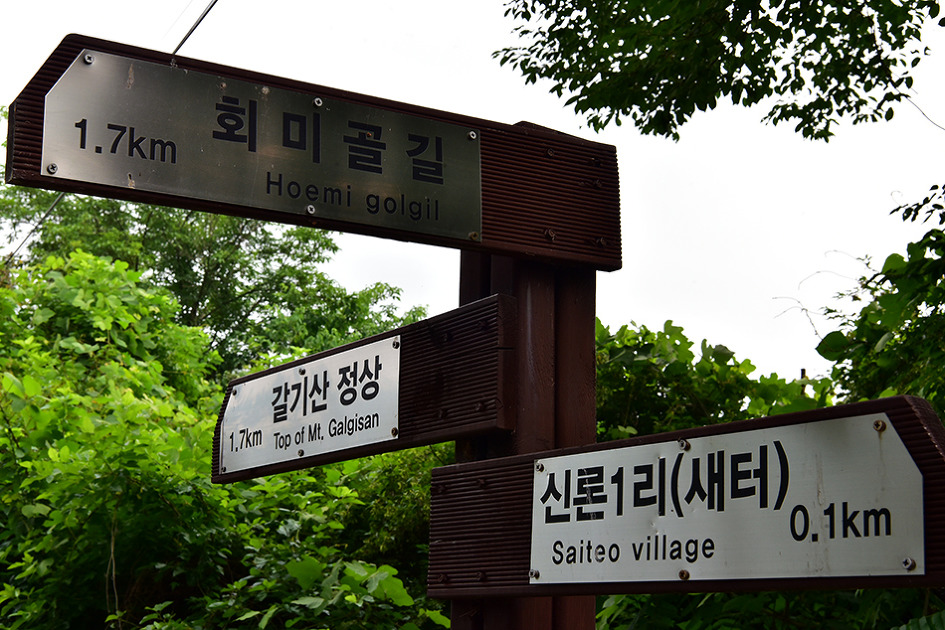 1.7km 회미골길
Hoemi golgil
1.7km 갈기산 정상
Top of Mt. Galgisan
신론1리(새터)
0.1km
Saiteo village